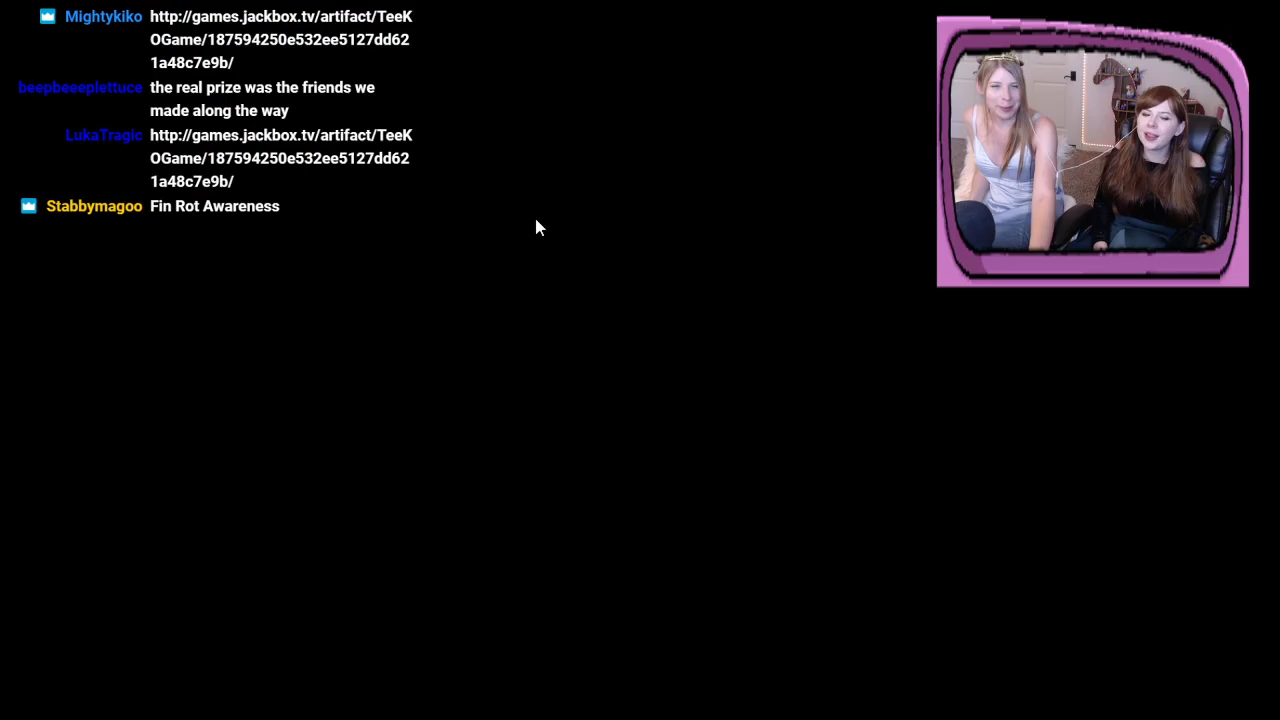 Mightykiko http://games.jackbox.tv/artifact/TeeK
OGame/187594250e532ee5127dd62
1a48c7e9b/
beepbeeeplettuce the real prize was the friends we
made along the way
LukaTragic http://games.jackbox.tv/artifact/TeeK
OGame/187594250e532ee5127dd62
1a48c7e9b/
Stabbymagoo Fin Rot Awareness